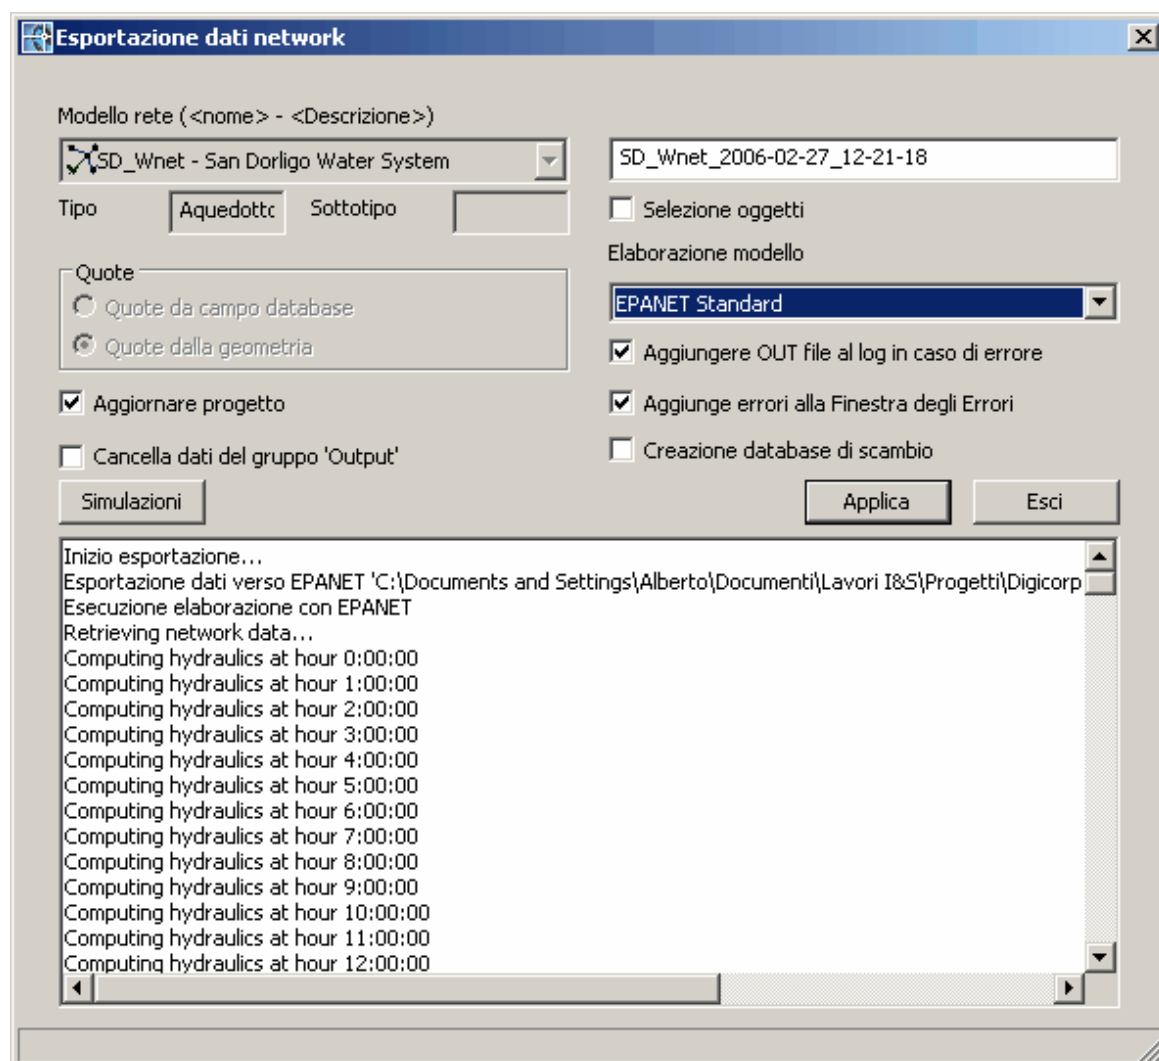 Esportazione dati network
Modello rete (<nome> - <Descrizione>)
SD_Wnet - San Dorligo Water System
SD_Wnet_2006-02-27_12-21-18
Tipo
Aquedotto
Sottotipo
Selezione oggetti
Elaborazione modello
Quote
Quote da campo database
Quote dalla geometria
EPANET Standard
Aggiungere OUT file al log in caso di errore
Aggiornare progetto
Aggiunge errori alla Finestra degli Errori
Cancella dati del gruppo 'Output'
Creazione database di scambio
Simulazioni
Applica
Esci
Inizio esportazione...
Esportazione dati verso EPANET 'C:\Documents and Settings\Alberto\Documenti\Lavori I&S\Progetti\Digicorp
Esecuzione elaborazione con EPANET
Retrieving network data...
Computing hydraulics at hour 0:00:00
Computing hydraulics at hour 1:00:00
Computing hydraulics at hour 2:00:00
Computing hydraulics at hour 3:00:00
Computing hydraulics at hour 4:00:00
Computing hydraulics at hour 5:00:00
Computing hydraulics at hour 6:00:00
Computing hydraulics at hour 7:00:00
Computing hydraulics at hour 8:00:00
Computing hydraulics at hour 9:00:00
Computing hydraulics at hour 10:00:00
Computing hydraulics at hour 11:00:00
Computing hydraulics at hour 12:00:00